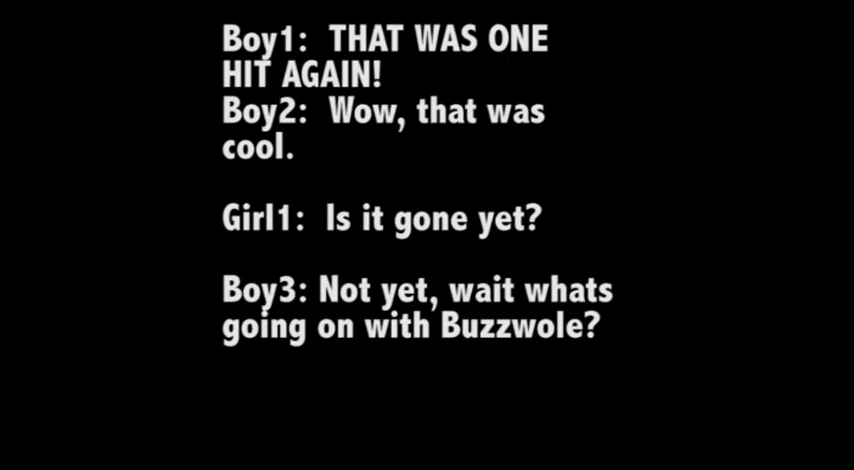 Boy1:  THAT WAS ONE
HIT AGAIN!
Boy2:  Wow, that was
cool.
Girl1:  Is it gone yet?
Boy3: Not yet, wait whats
going on with Buzzwole?